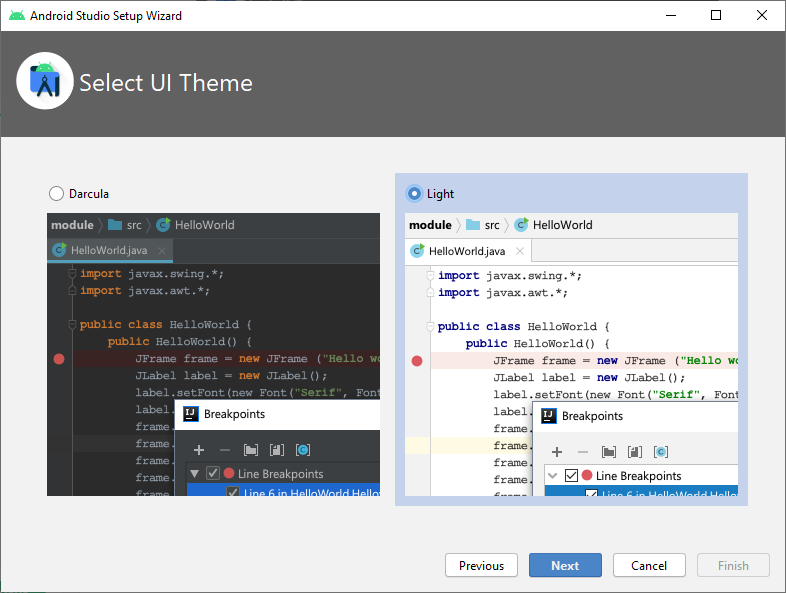 Android Studio Setup Wizard
Select UI Theme
Darcula
module src HelloWorld
HelloWorld.java
import javax.swing.*;
import javax.awt.*;
public class HelloWorld {
public HelloWorld() {
JFrame frame = new JFrame ("Hello wo
JLabel label = new JLabel();
label.setFont(new Font("Serif", Font
label.
frame.
frame.
frame.
frame.
frame.
Breakpoints
Line Breakpoints
Line 6 in HelloWorld.Hello
Light
module src HelloWorld
HelloWorld.java
import javax.swing.*;
import javax.awt.*;
public class HelloWorld {
public HelloWorld() {
JFrame frame = new JFrame ("Hello wo
JLabel label = new JLabel();
label.setFont(new Font("Serif", Font
label.
frame.
frame.
frame.
frame.
Breakpoints
Line Breakpoints
Line 6 in HelloWorld.Hello
Previous Next Cancel Finish